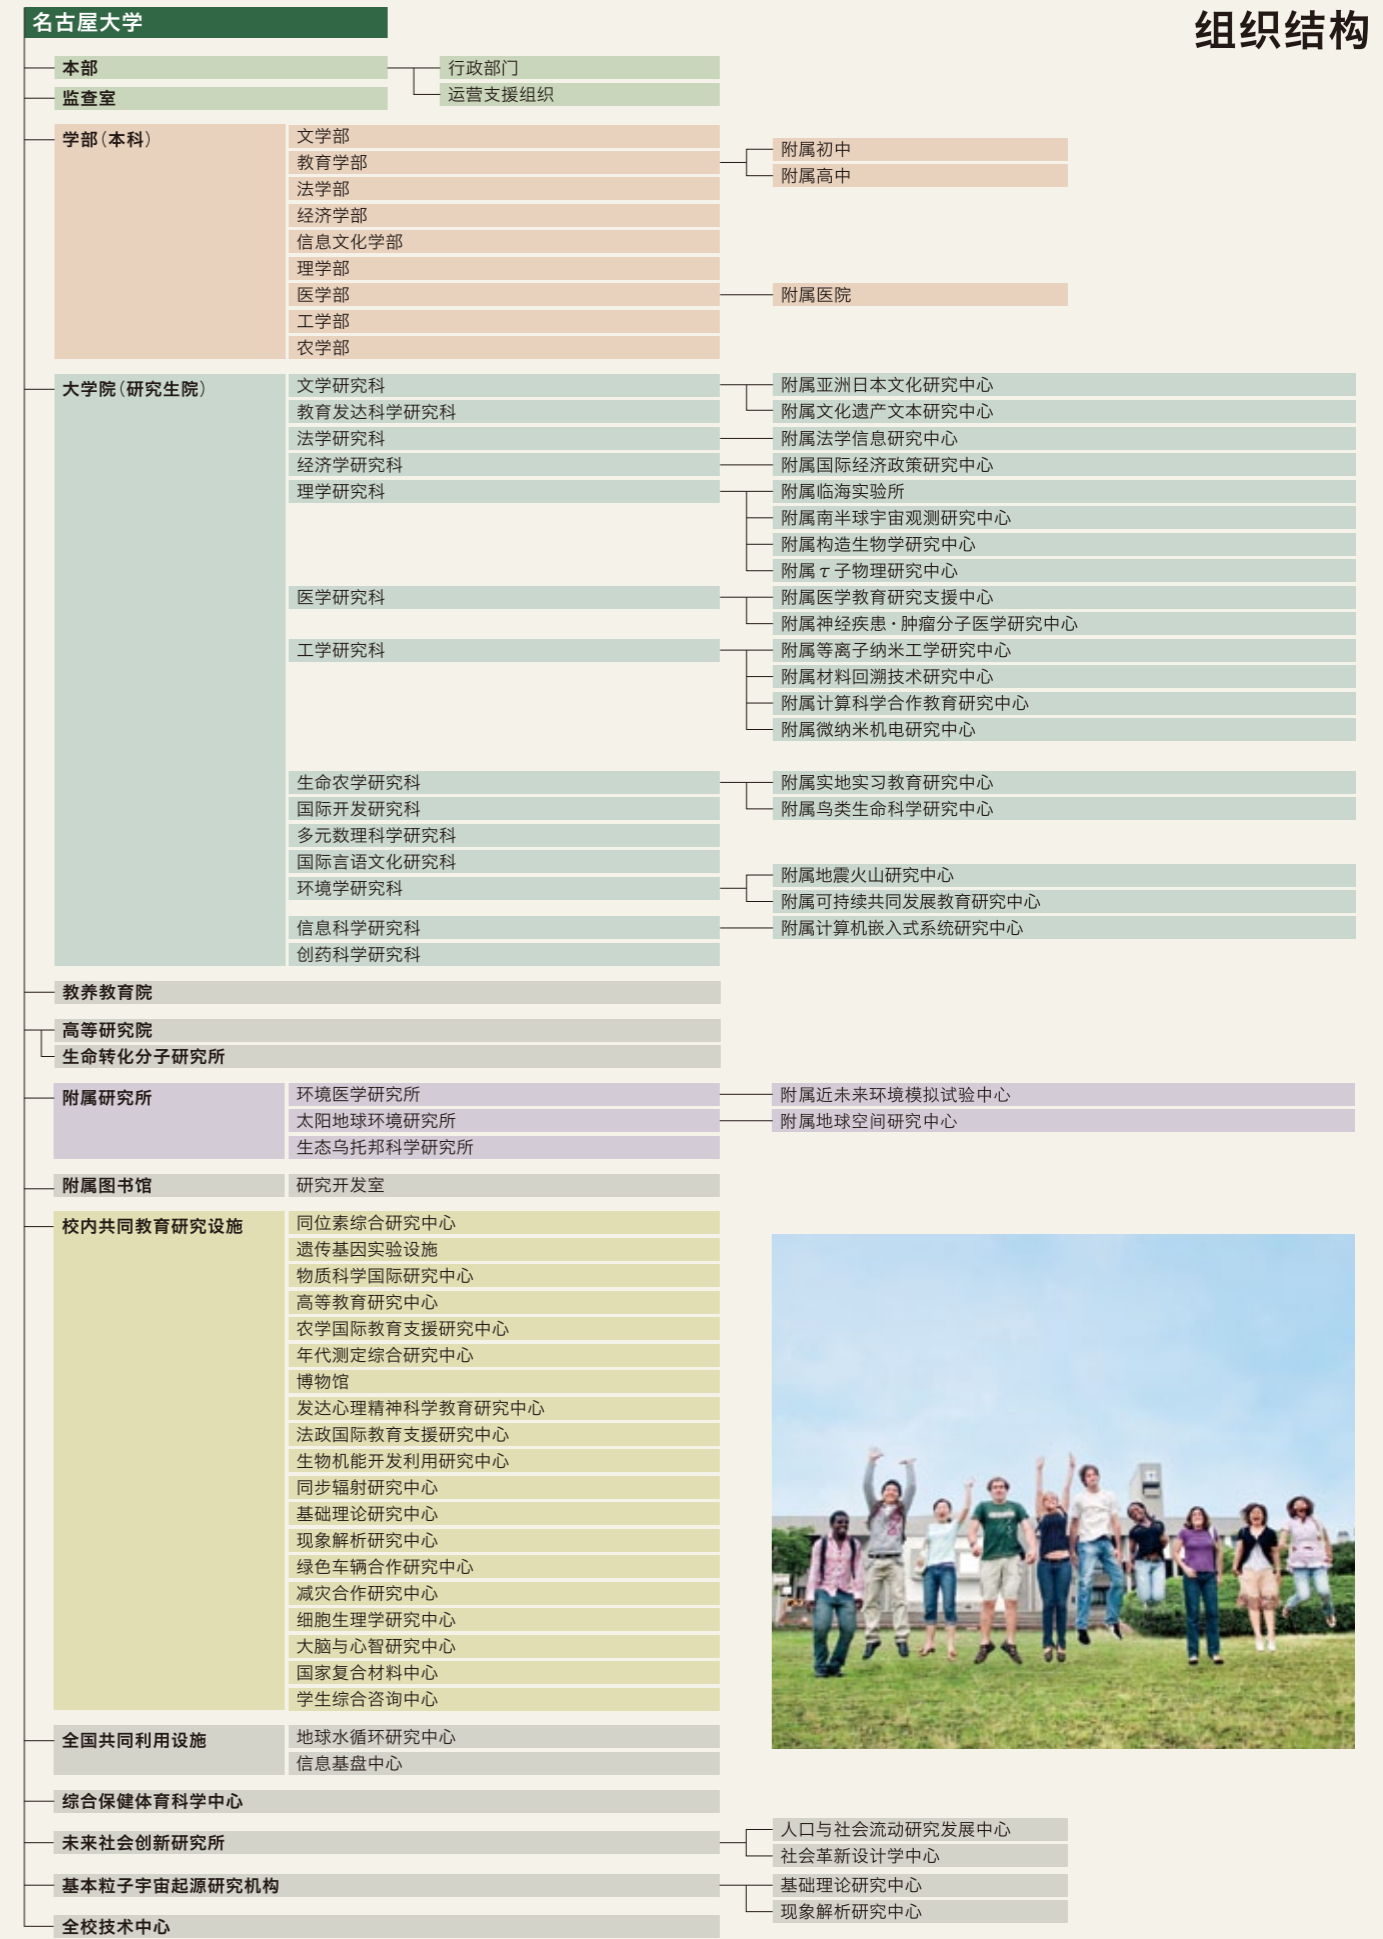 组织结构
名古屋大学
本部
行政部门
运营支援组织
监查室
学部（本科）
文学部
教育学部
附属初中
附属高中
法学部
经济学部
信息文化学部
理学部
医学部
附属医院
工学部
农学部
大学院（研究生院）
文学研究科
附属亚洲日本文化研究中心
附属文化遗产文本研究中心
教育发达科学研究科
法学研究科
附属法学信息研究中心
经济学研究科
附属国际经济政策研究中心
理学研究科
附属临海实验所
附属南半球宇宙观测研究中心
附属构造生物学研究中心
附属τ子物理研究中心
医学研究科
附属医学教育研究支援中心
附属神经疾患·肿瘤分子医学研究中心
工学研究科
附属等离子纳米工学研究中心
附属材料回溯技术研究中心
附属计算科学合作教育研究中心
附属微纳米机电研究中心
生命农学研究科
附属实地实习教育研究中心
附属鸟类生命科学研究中心
国际开发研究科
多元数理科学研究科
国际言语文化研究科
环境学研究科
附属地震火山研究中心
附属可持续共同发展教育研究中心
信息科学研究科
附属计算机嵌入式系统研究中心
创药科学研究科
教养教育院
高等研究院
生命转化分子研究所
附属研究所
环境医学研究所
附属近未来环境模拟试验中心
太阳地球环境研究所
附属地球空间研究中心
生态乌托邦科学研究所
附属图书馆
研究开发室
校内共同教育研究设施
同位素综合研究中心
遗传基因实验设施
物质科学国际研究中心
高等教育研究中心
农学国际教育支援研究中心
年代测定综合研究中心
博物馆
发达心理精神科学教育研究中心
法政国际教育支援研究中心
生物机能开发利用研究中心
同步辐射研究中心
基础理论研究中心
现象解析研究中心
绿色车辆合作研究中心
减灾合作研究中心
细胞生理学研究中心
大脑与心智研究中心
国家复合材料中心
学生综合咨询中心
全国共同利用设施
地球水循环研究中心
信息基盘中心
综合保健体育科学中心
未来社会创新研究所
人口与社会流动研究发展中心
社会革新设计学中心
基本粒子宇宙起源研究机构
基础理论研究中心
现象解析研究中心
全校技术中心